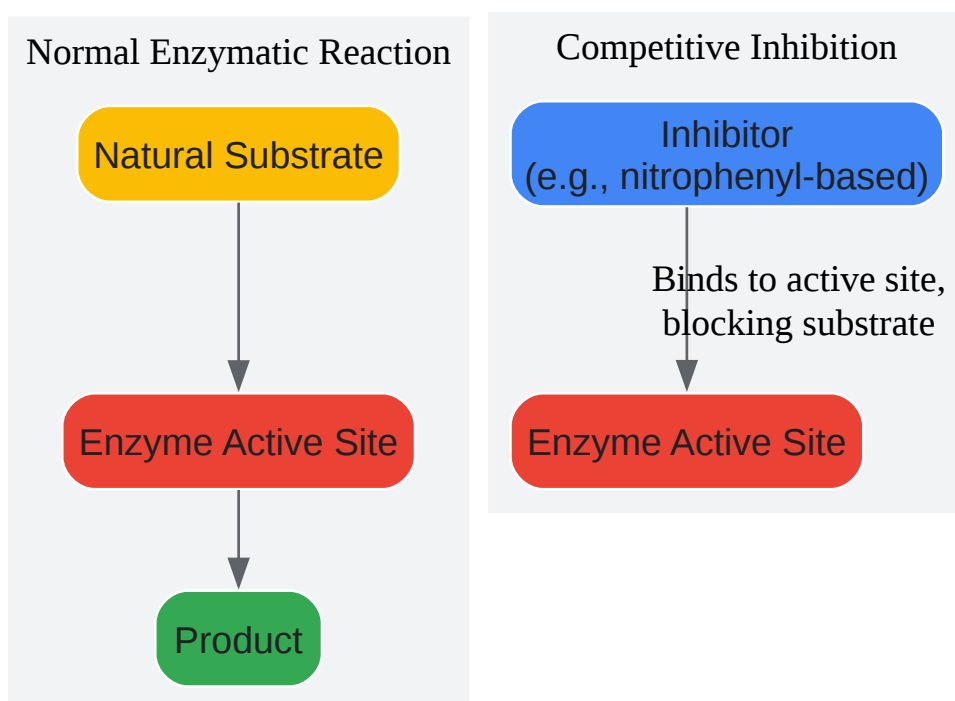 Normal Enzymatic Reaction
Natural Substrate
Enzyme Active Site
Product
Competitive Inhibition
Inhibitor
(e.g., nitrophenyl-based)
Binds to active site,
blocking substrate
Enzyme Active Site